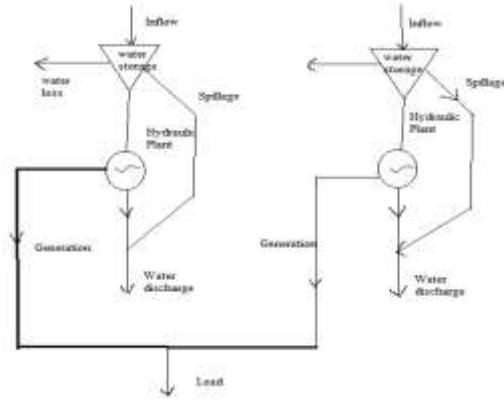 Inflow
water
storage
water
loss
Spillage
Hydraulic
Plant
Generation
Water
discharge
Inflow
water
storage
Spillage
Hydraulic
Plant
Generation
Water
discharge
Load